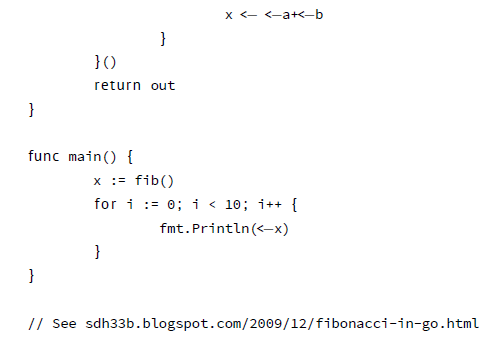 x <- <-a+<-b
}
}()
return out
}
func main() {
x := fib()
for i := 0; i < 10; i++ {
fmt.Println(<-x)
}
}
// See sdh33b.blogspot.com/2009/12/fibonacci-in-go.html